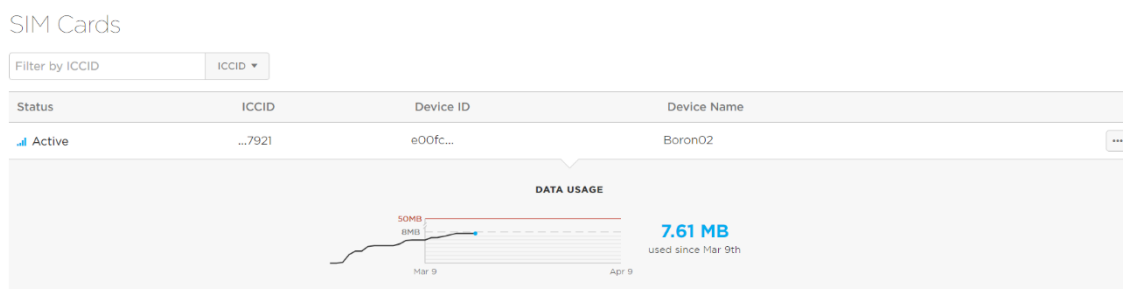 SIM Cards
Filter by ICCID ICCID
Status ICCID Device ID Device Name
Active ...7921 e00fc... Boron02
...
DATA USAGE
50MB
8MB
7.61 MB
used since Mar 9th
Mar 9 Apr 9